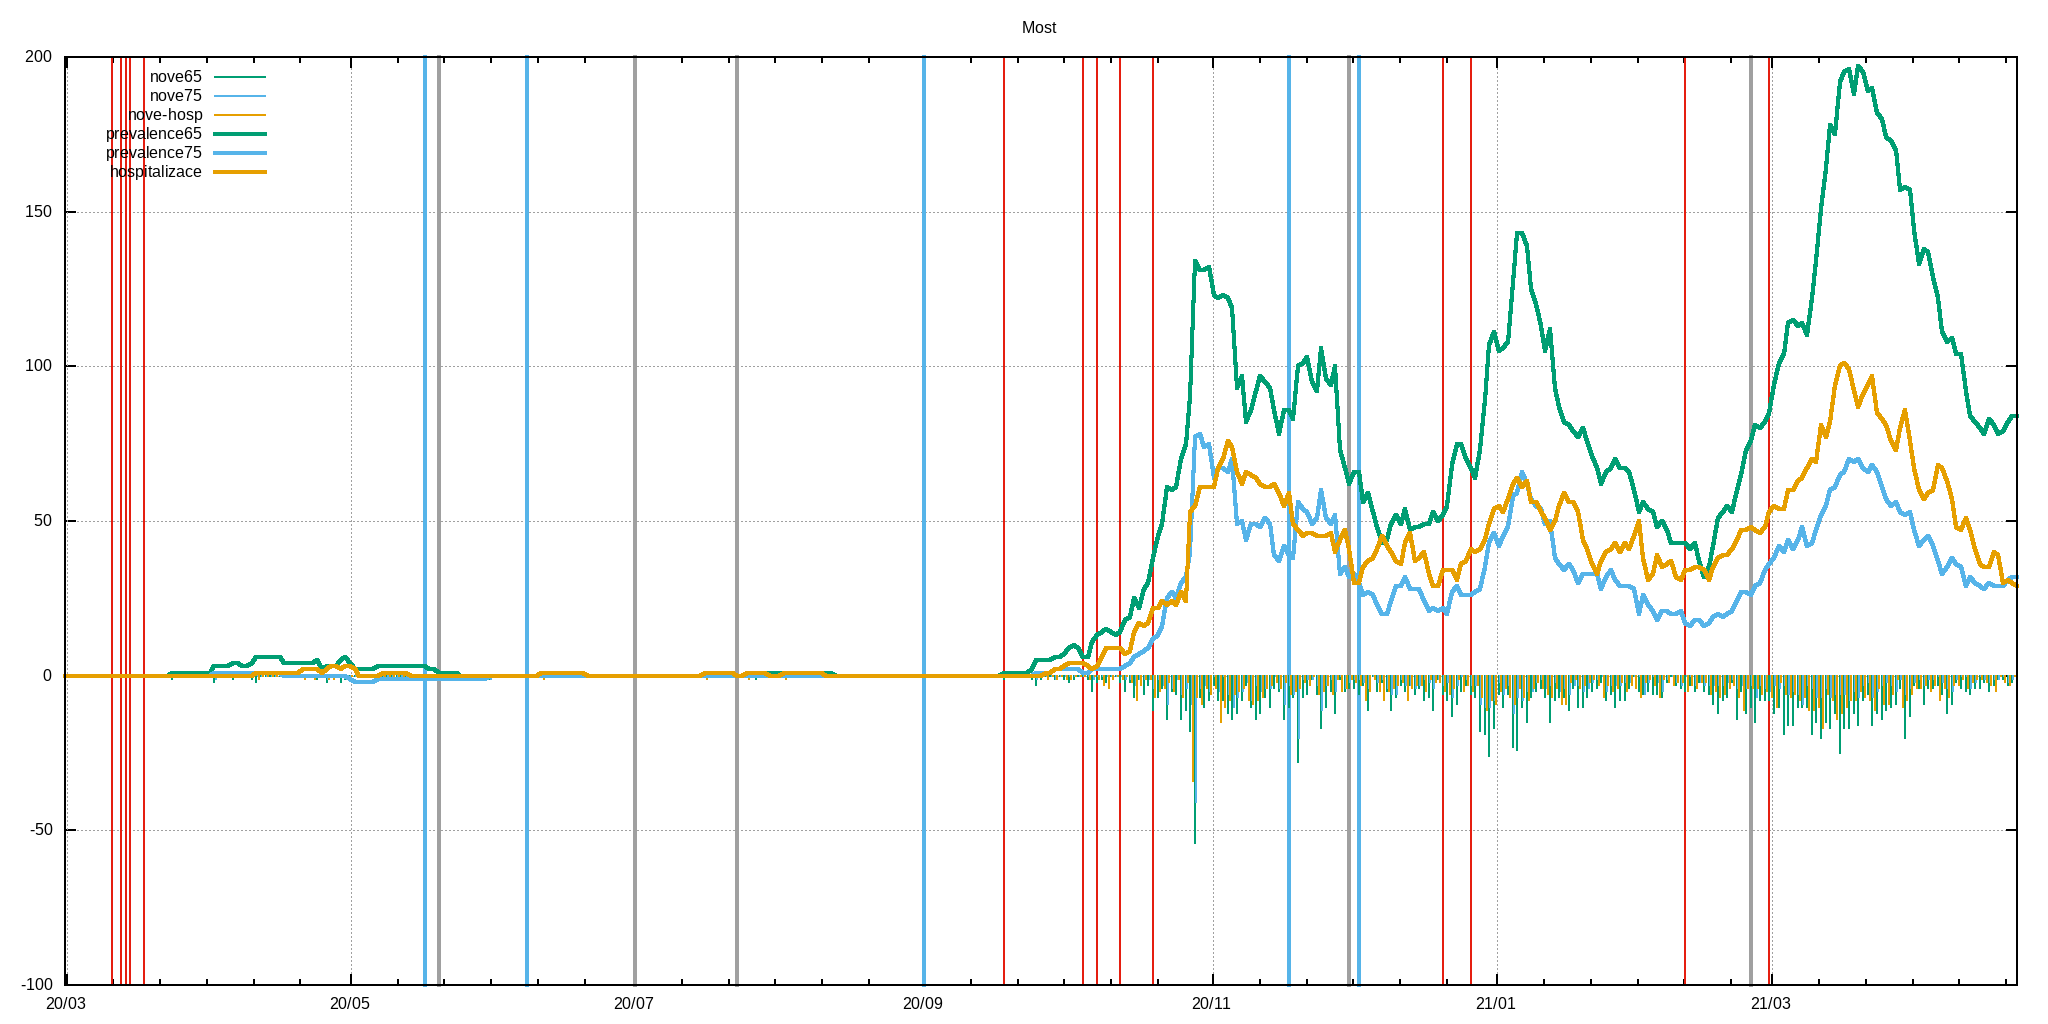 Most
200
150
100
50
0
-50
-100
nove65
nove75
nove-hosp
prevalence65
prevalence75
hospitalizace
20/03 20/05 20/07 20/09 20/11 21/01 21/03